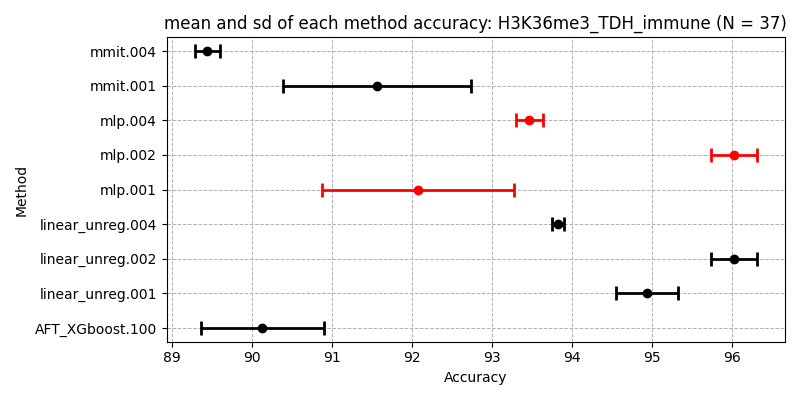 mean and sd of each method accuracy: H3K36me3_TDH_immune (N = 37)
mmit.004
mmit.001
mlp.004
mlp.002
mlp.001
linear_unreg.004
linear_unreg.002
linear_unreg.001
AFT_XGboost.100
Method
89 90 91 92 93 94 95 96
Accuracy